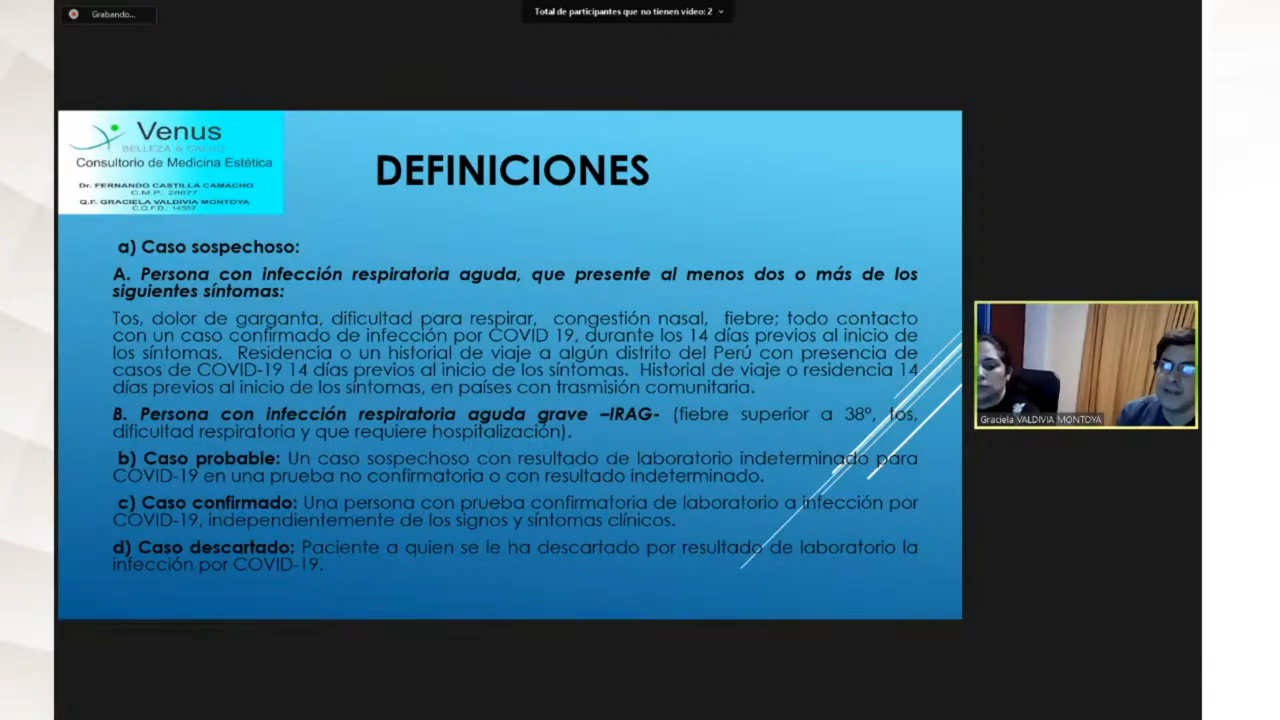 Grabando...
Total de participantes que no tienen video: 2
Venus
BELLEZA & SALUD
Consultorio de Medicina Estética
Dr. FERNANDO CASTILLA CAMACHO
C.M.P.: 28877
Q.F. GRACIELA VALDIVIA MONTOYA
C.Q.F.D.: 14557
DEFINICIONES
a) Caso sospechoso:
A. Persona con infección respiratoria aguda, que presente al menos dos o más de los
siguientes síntomas:
Tos, dolor de garganta, dificultad para respirar, congestión nasal, fiebre; todo contacto
con un caso confirmado de infección por COVID 19, durante los 14 días previos al inicio de
los síntomas. Residencia o un historial de viaje a algún distrito del Perú con presencia de
casos de COVID-19 14 días previos al inicio de los síntomas. Historial de viaje o residencia 14
días previos al inicio de los síntomas, en países con trasmisión comunitaria.
B. Persona con infección respiratoria aguda grave –IRAG- (fiebre superior a 38º, tos,
dificultad respiratoria y que requiere hospitalización).
b) Caso probable: Un caso sospechoso con resultado de laboratorio indeterminado para
COVID-19 en una prueba no confirmatoria o con resultado indeterminado.
c) Caso confirmado: Una persona con prueba confirmatoria de laboratorio a infección por
COVID-19, independientemente de los signos y síntomas clínicos.
d) Caso descartado: Paciente a quien se le ha descartado por resultado de laboratorio la
infección por COVID-19.
Graciela VALDIVIA MONTOYA